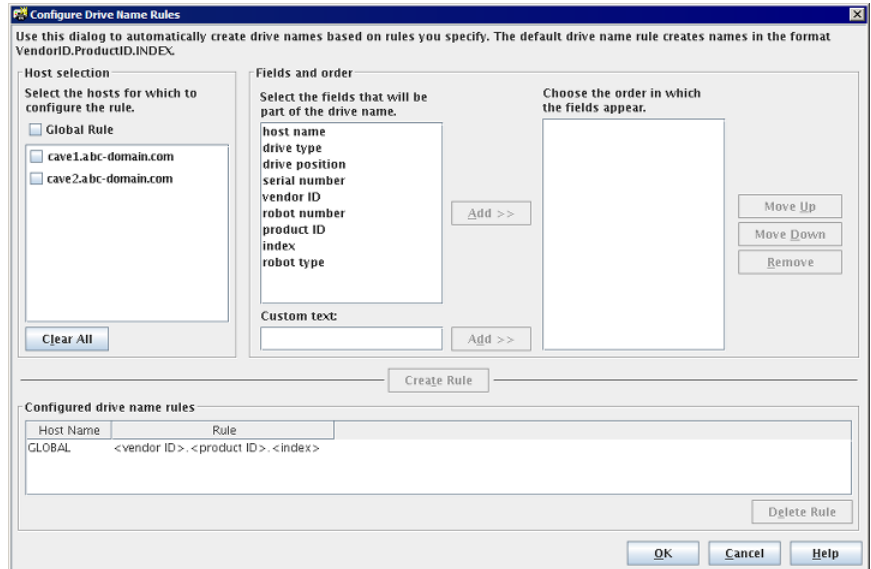 Configure Drive Name Rules
Use this dialog to automatically create drive names based on rules you specify. The default drive name rule creates names in the format
VendorID.ProductID.INDEX.
Host selection
Select the hosts for which to
configure the rule.
Global Rule
cave1.abc-domain.com
cave2.abc-domain.com
Clear All
Fields and order
Select the fields that will be
part of the drive name.
host name
drive type
drive position
serial number
vendor ID
robot number
product ID
index
robot type
Add >>
Custom text:
Add >>
Choose the order in which
the fields appear.
Move Up
Move Down
Remove
Create Rule
Configured drive name rules
Host Name Rule
GLOBAL <vendor ID>.<product ID>.<index>
Delete Rule
OK Cancel Help